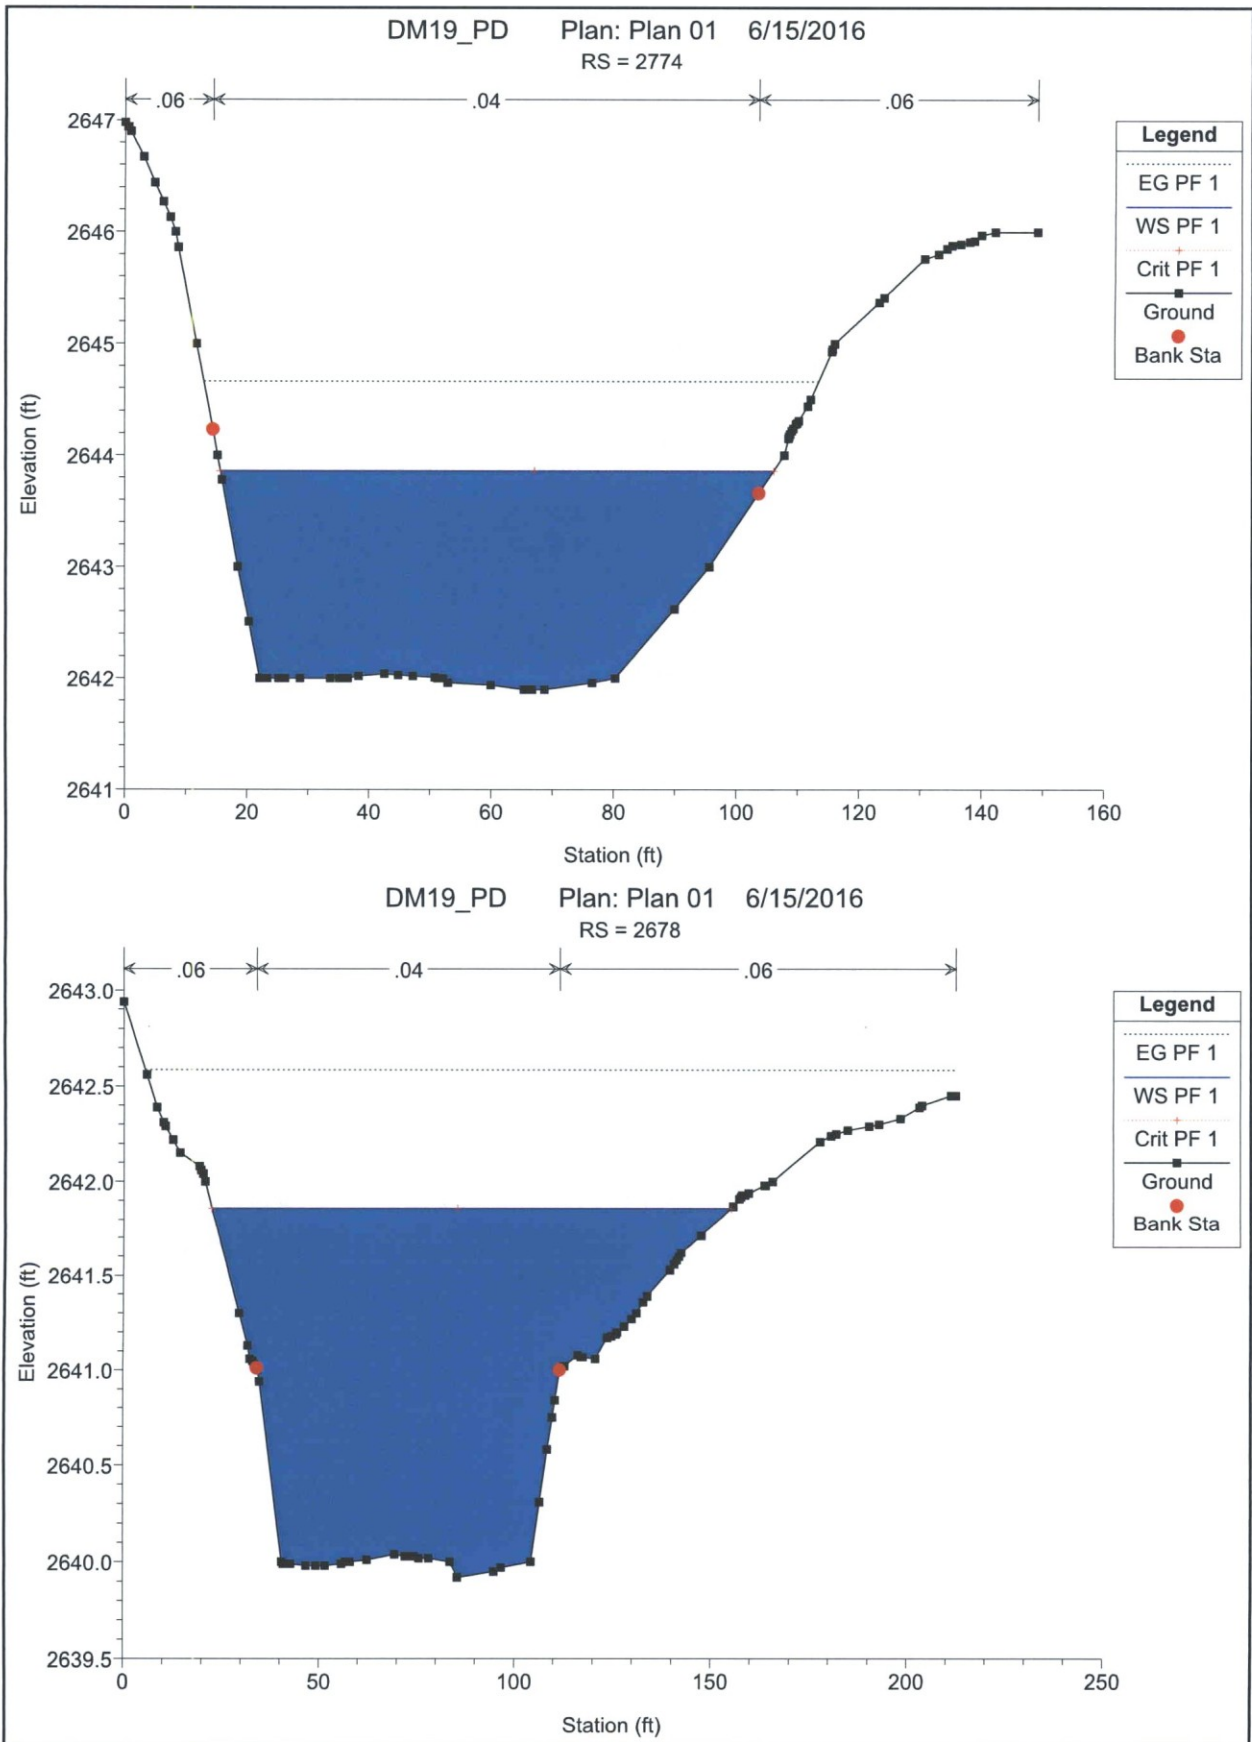 DM19_PD Plan: Plan 01 6/15/2016
RS = 2774
.06 .04 .06
2647
2646
2645
2644
2643
2642
2641
Elevation (ft)
0 20 40 60 80 100 120 140 160
Station (ft)
Legend
EG PF 1
WS PF 1
Crit PF 1
Ground
Bank Sta
DM19_PD Plan: Plan 01 6/15/2016
RS = 2678
.06 .04 .06
2643.0
2642.5
2642.0
2641.5
2641.0
2640.5
2640.0
2639.5
Elevation (ft)
0 50 100 150 200 250
Station (ft)
Legend
EG PF 1
WS PF 1
Crit PF 1
Ground
Bank Sta